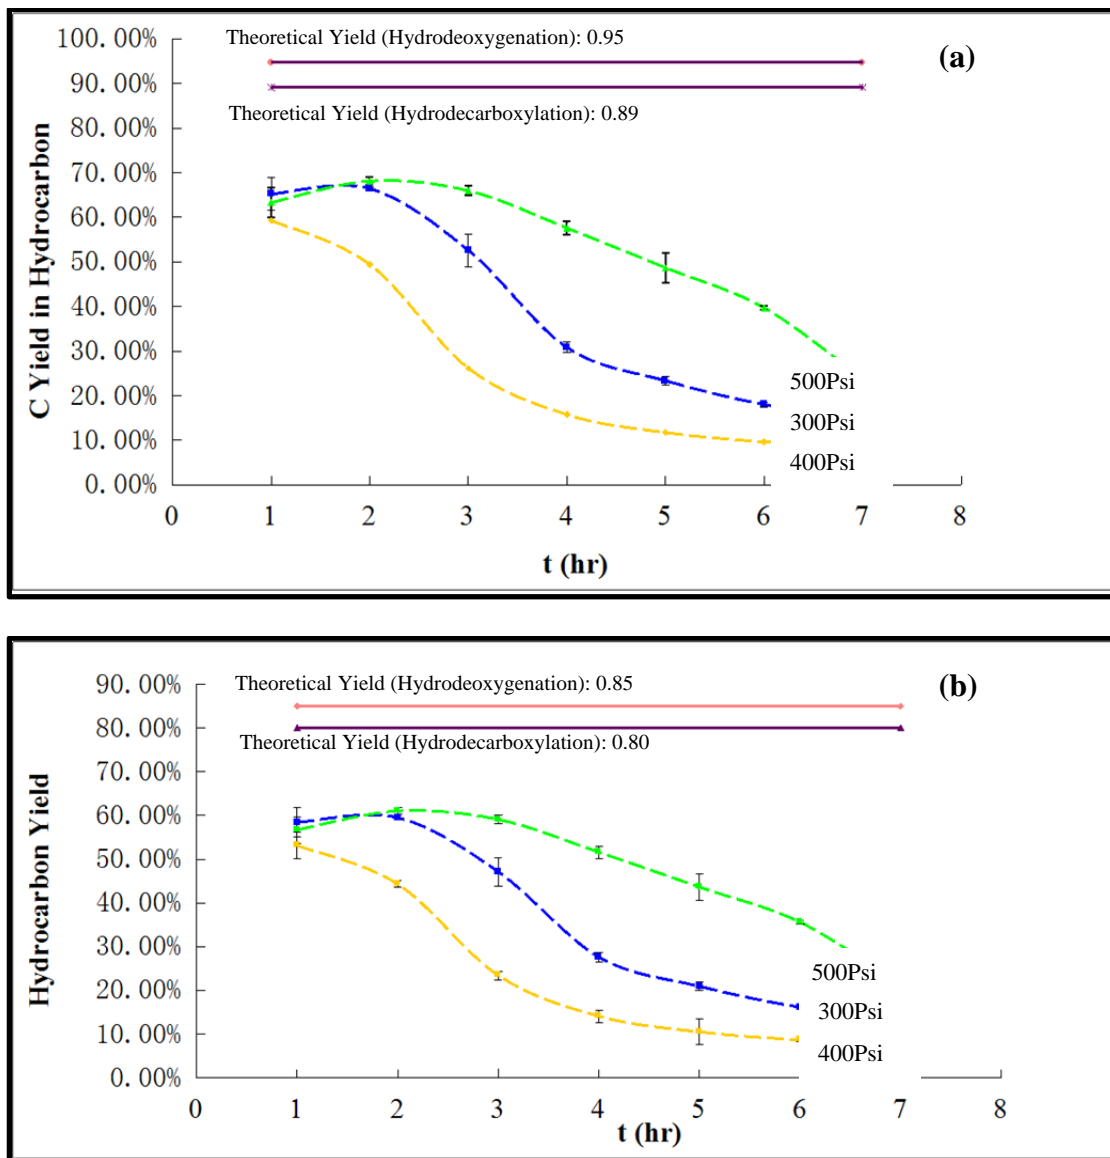 100.00%
Theoretical Yield (Hydrodeoxygenation): 0.95
(a)
90.00%
Theoretical Yield (Hydrodecarboxylation): 0.89
80.00%
70.00%
60.00%
50.00%
40.00%
30.00%
20.00%
10.00%
0.00%
C Yield in Hydrocarbon
500Psi
300Psi
400Psi
0 1 2 3 4 5 6 7 8
t (hr)
90.00%
Theoretical Yield (Hydrodeoxygenation): 0.85
(b)
80.00%
Theoretical Yield (Hydrodecarboxylation): 0.80
70.00%
60.00%
50.00%
40.00%
30.00%
20.00%
10.00%
0.00%
Hydrocarbon Yield
500Psi
300Psi
400Psi
0 1 2 3 4 5 6 7 8
t (hr)